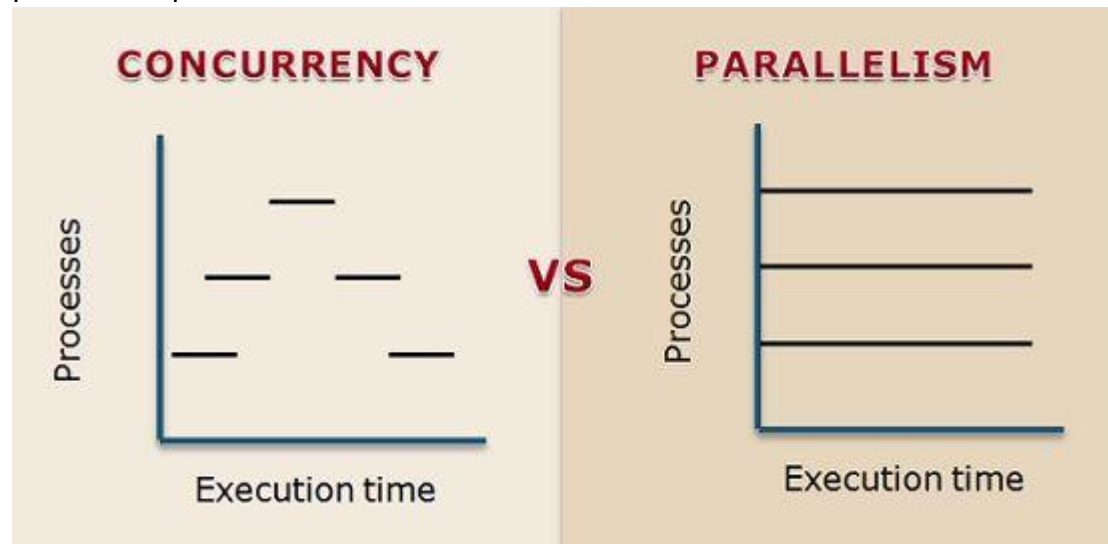 CONCURRENCY
Processes
Execution time
VS
PARALLELISM
Processes
Execution time